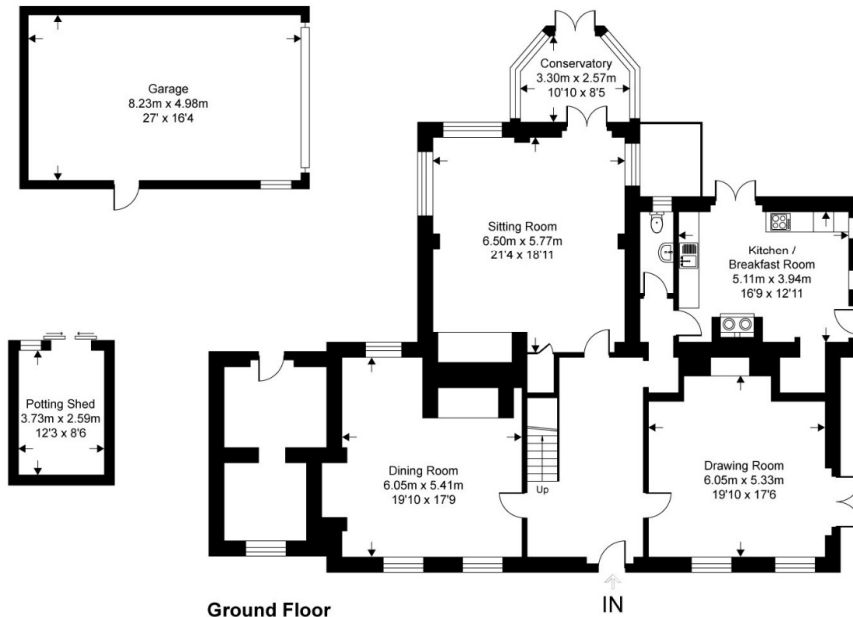 Garage
8.23m x 4.98m
27' x 16'4
Conservatory
3.30m x 2.57m
10'10 x 8'5
Sitting Room
6.50m x 5.77m
21'4 x 18'11
Kitchen /
Breakfast Room
5.11m x 3.94m
16'9 x 12'11
Potting Shed
3.73m x 2.59m
12'3 x 8'6
Dining Room
6.05m x 5.41m
19'10 x 17'9
Up
Drawing Room
6.05m x 5.33m
19'10 x 17'6
Ground Floor
IN